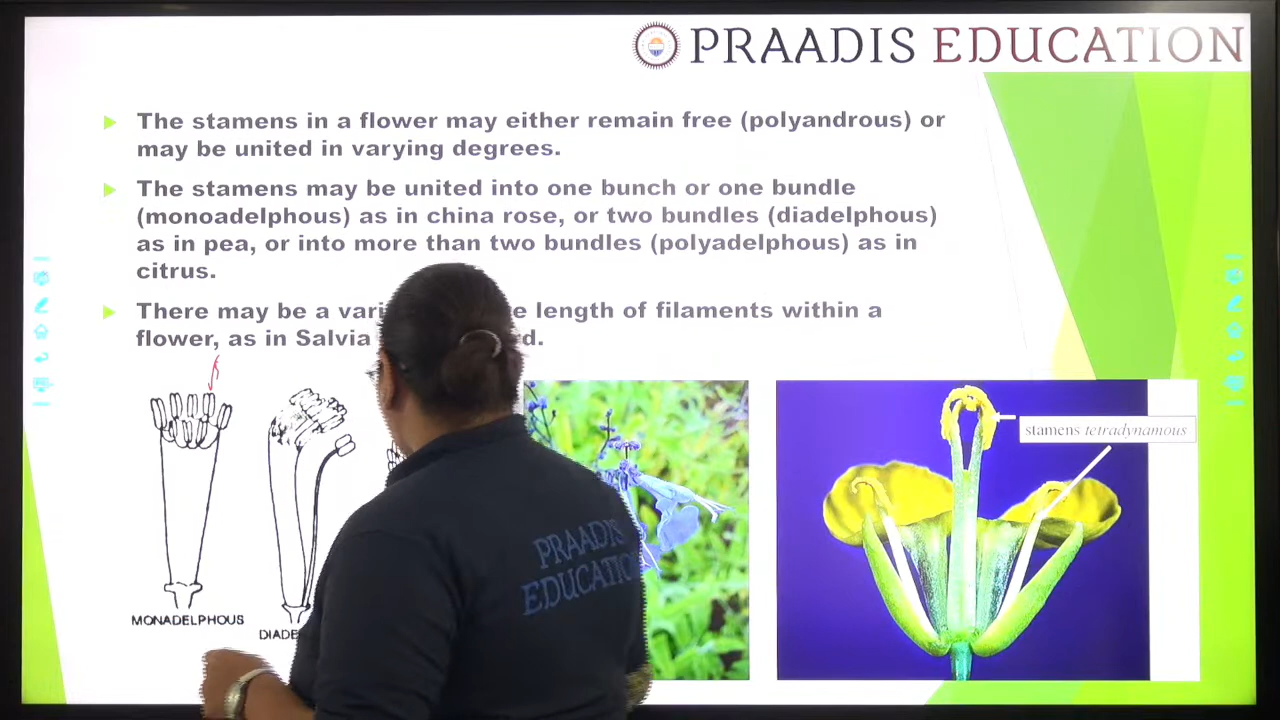 PRAADIS EDUCATION
The stamens in a flower may either remain free (polyandrous) or
may be united in varying degrees.
The stamens may be united into one bunch or one bundle
(monoadelphous) as in china rose, or two bundles (diadelphous)
as in pea, or into more than two bundles (polyadelphous) as in
citrus.
There may be a vari e length of filaments within a
flower, as in Salvia d.
stamens tetradynamous
MONADELPHOUS
DIADE
PRAADIS
EDUCATIO